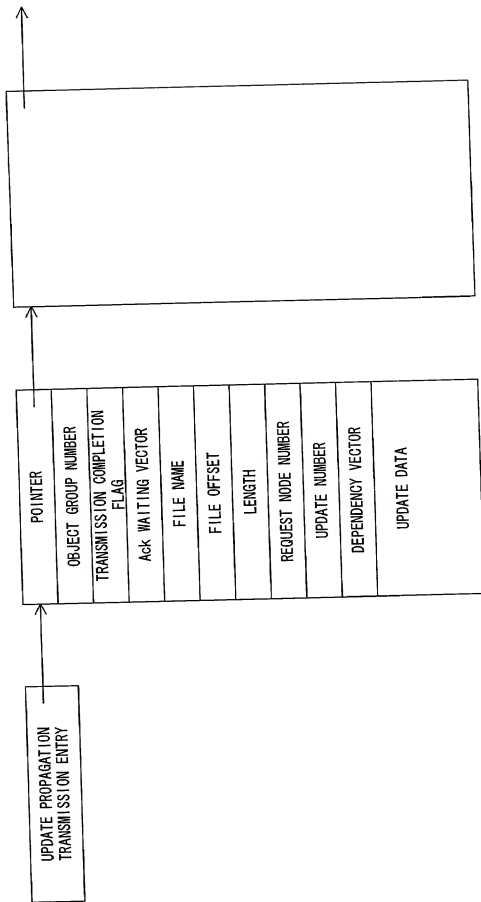 UPDATE PROPAGATION
TRANSMISSION ENTRY
POINTER
OBJECT GROUP NUMBER
TRANSMISSION COMPLETION
FLAG
Ack WAITING VECTOR
FILE NAME
FILE OFFSET
LENGTH
REQUEST NODE NUMBER
UPDATE NUMBER
DEPENDENCY VECTOR
UPDATE DATA